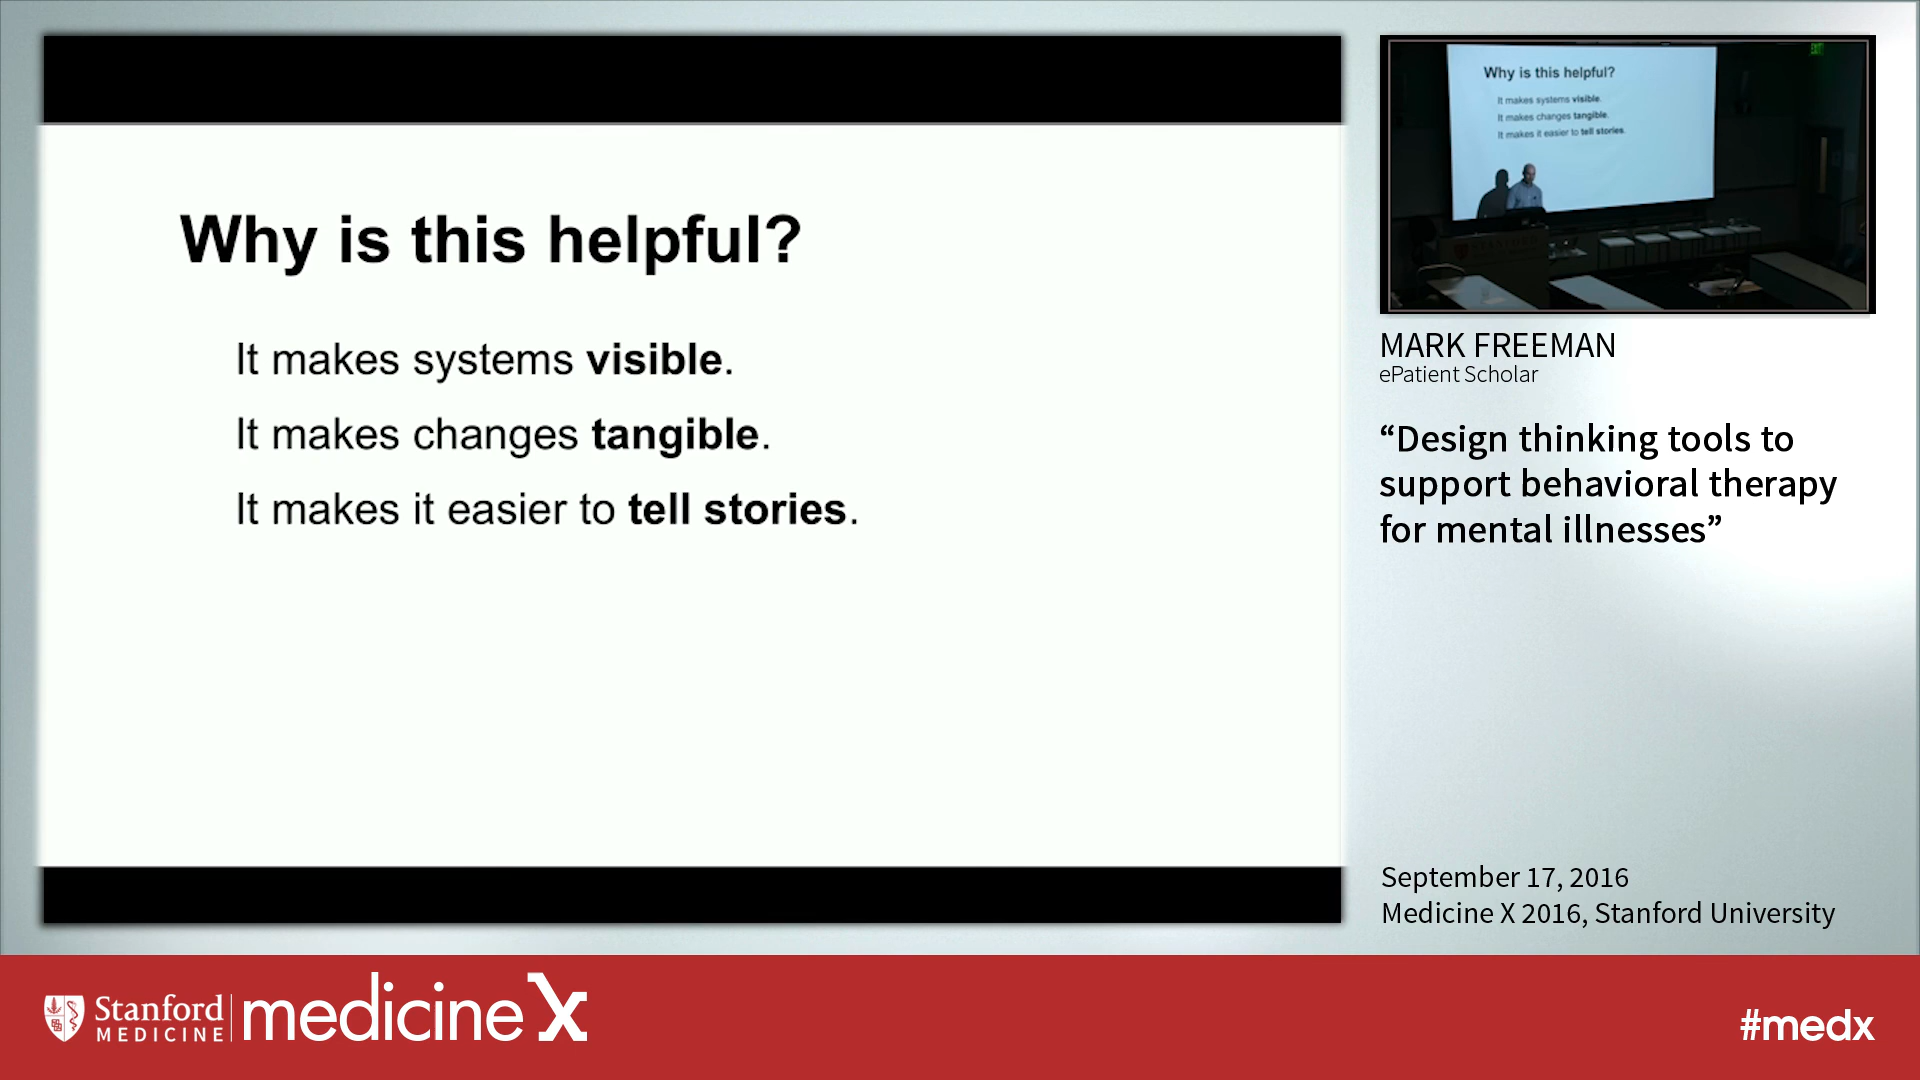 Why is this helpful?
It makes systems visible.
It makes changes tangible.
It makes it easier to tell stories.
Why is this helpful?
It makes systems visible.
It makes changes tangible.
It makes it easier to tell stories.
STANFORD
EXIT
MARK FREEMAN
ePatient Scholar
“Design thinking tools to
support behavioral therapy
for mental illnesses”
September 17, 2016
Medicine X 2016, Stanford University
Stanford
MEDICINE
medicineX
#medx